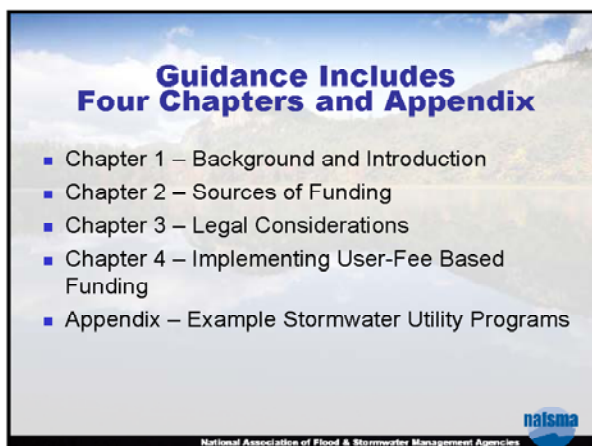 Guidance Includes
Four Chapters and Appendix
Chapter 1 – Background and Introduction
Chapter 2 – Sources of Funding
Chapter 3 – Legal Considerations
Chapter 4 – Implementing User-Fee Based
Funding
Appendix – Example Stormwater Utility Programs
nafsma
National Association of Flood & Stormwater Management Agencies